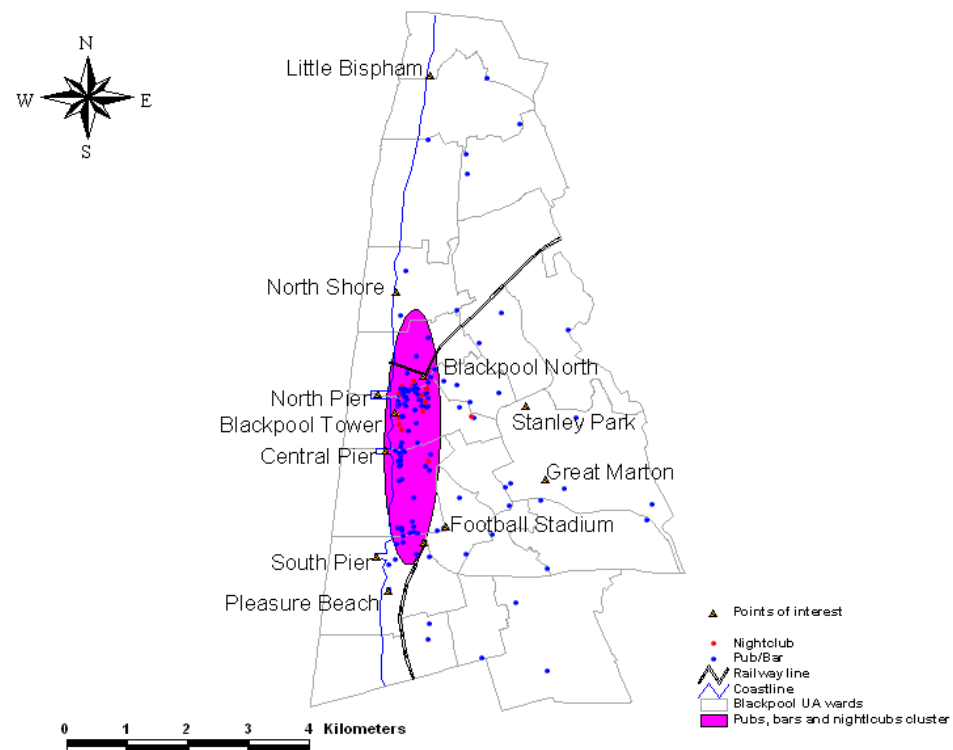 N
W E
S
Little Bispham
North Shore
Blackpool North
North Pier
Blackpool Tower
Stanley Park
Central Pier
Great Marton
Football Stadium
South Pier
Pleasure Beach
Points of interest
Nightclub
Pub/Bar
Railway line
Coastline
Blackpool UA wards
Pubs, bars and nightlcubs cluster
0 1 2 3 4 Kilometers